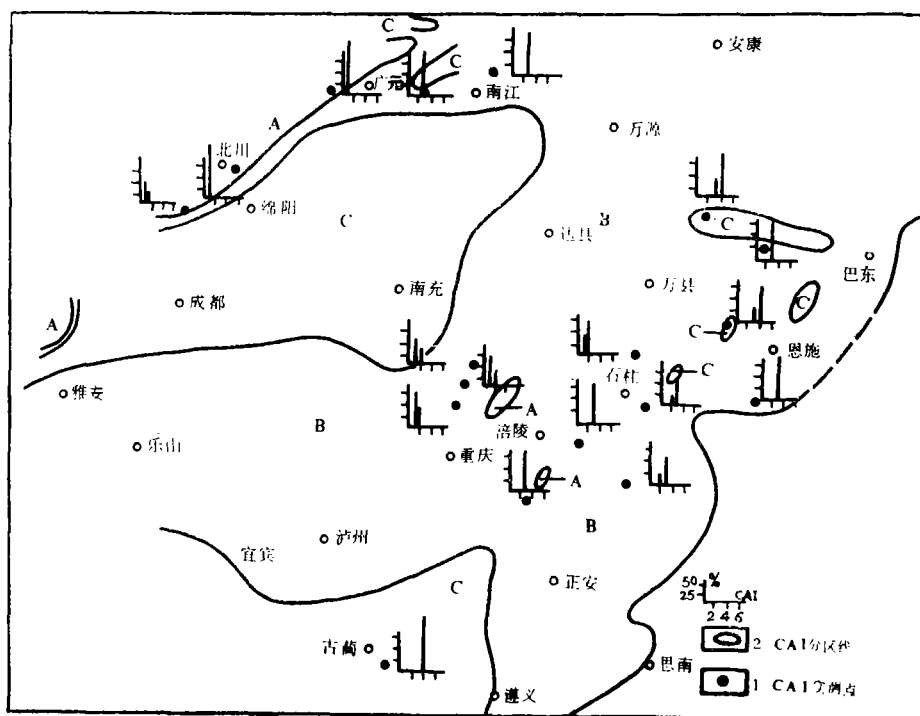 C
安康
C
广元
南江
A
万源
北川
绵阳
C
B
达县
C
巴东
成都
南充
万县
C
A
C
恩施
雅安
石柱
C
A
B
涪陵
乐山
重庆
A
B
泸州
宜宾
正安
50 %
25 CAI
2 4 6
C
2 CAI分区线
古蔺
思南
1 CAI实测点
遵义